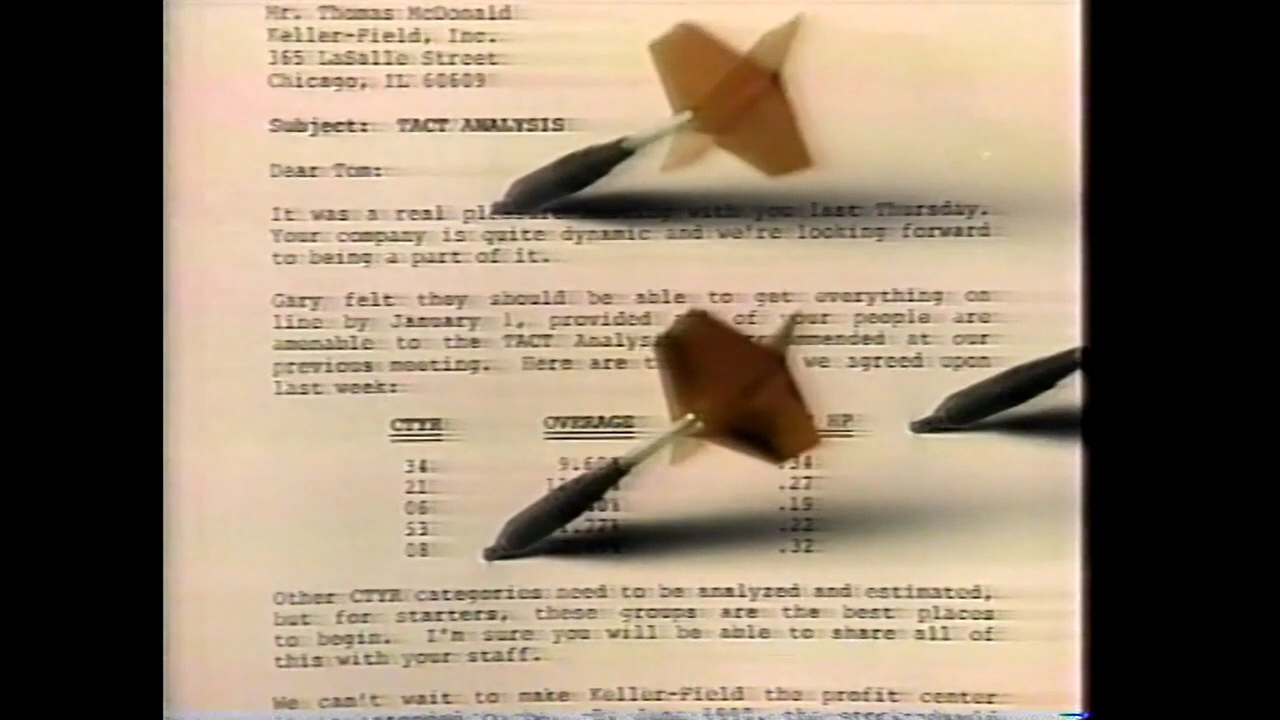 Mr. Thomas McDonald
Keller-Field, Inc.
165 LaSalle Street
Chicago, IL 60609
Subject: TACT ANALYSIS
Dear Tom:
It was a real with you last Thursday.
Your company is quite dynamic and we're looking forward
to being a part of it.
Gary felt they should be able to get everything on
line by January 1, provided of your people are
amenable to the TACT at our
previous meeting. Here are we agreed upon
last week:
CTYR OVERAGE HP
34 .34
21 .27
06 .19
53 .22
08 .32
Other CTYR categories need to be analyzed and estimated,
but for starters, these groups are the best places
to begin. I'm sure you will be able to share all of
this with your staff.
We can't wait to make Keller-Field the profit center